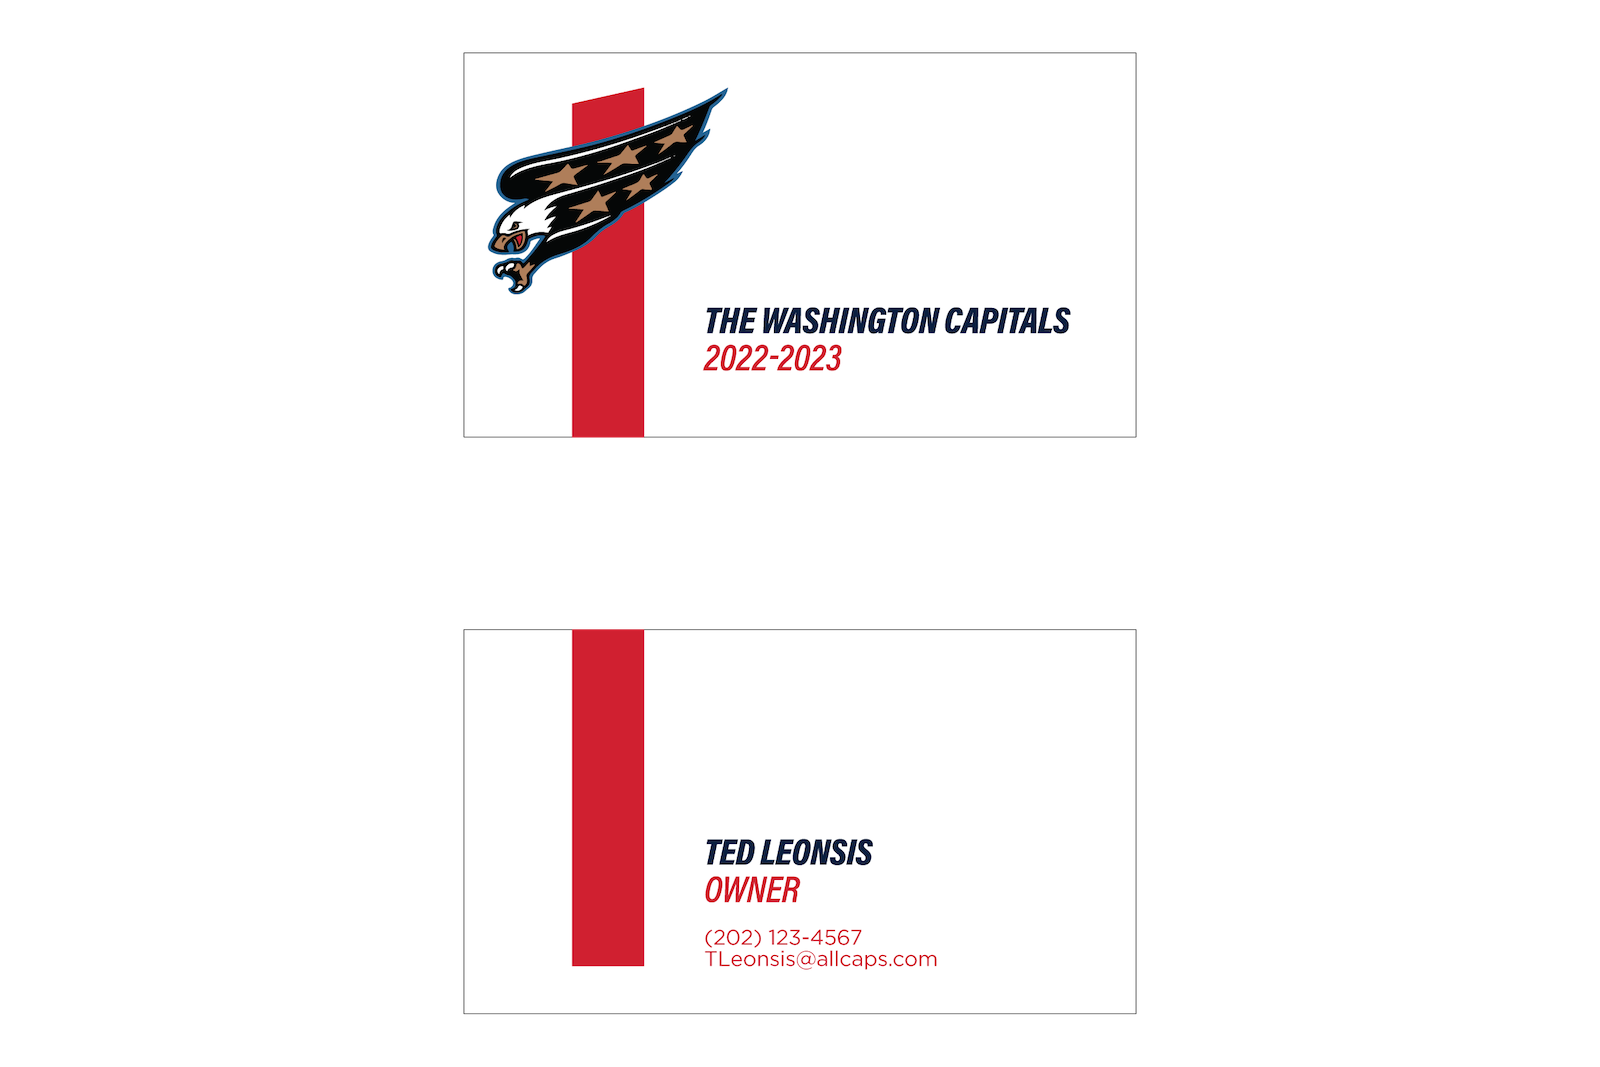 THE WASHINGTON CAPITALS
2022-2023
TED LEONSIS
OWNER
(202) 123-4567
TLeonsis@allcaps.com